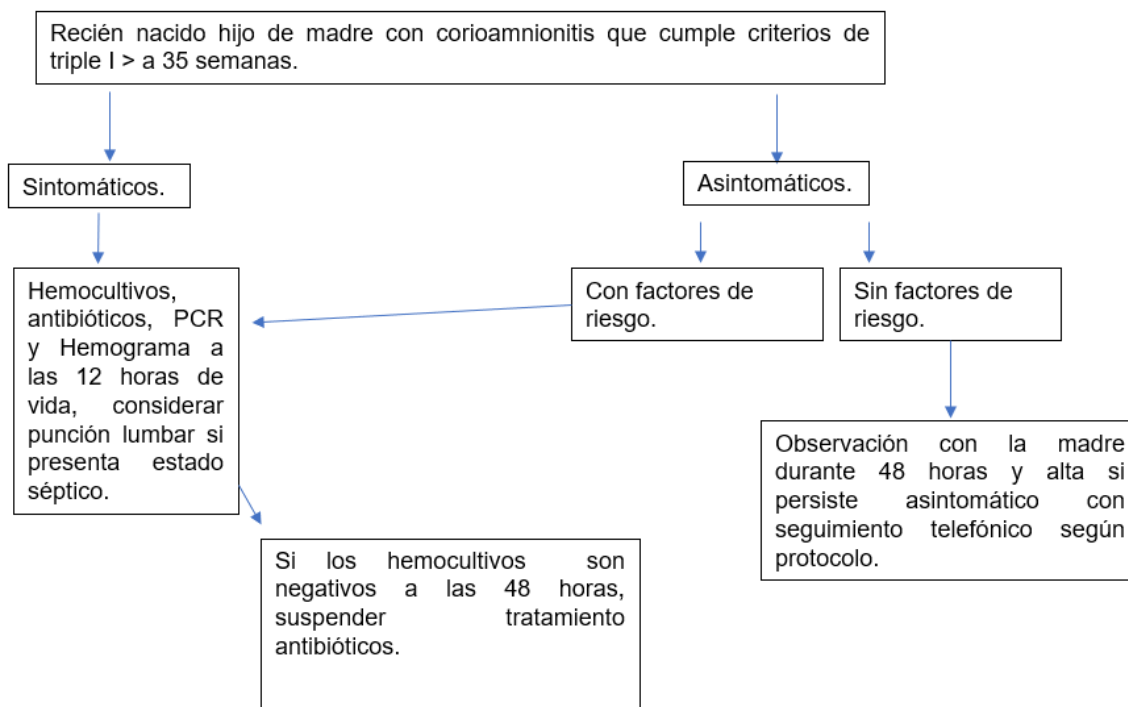 Recién nacido hijo de madre con corioamnionitis que cumple criterios de
triple I > a 35 semanas.
Sintomáticos.
Asintomáticos.
Hemocultivos,
antibióticos, PCR
y Hemograma a
las 12 horas de
vida, considerar
punción lumbar si
presenta estado
séptico.
Con factores de
riesgo.
Sin factores de
riesgo.
Observación con la madre
durante 48 horas y alta si
persiste asintomático con
seguimiento telefónico según
protocolo.
Si los hemocultivos son
negativos a las 48 horas,
suspender tratamiento
antibióticos.